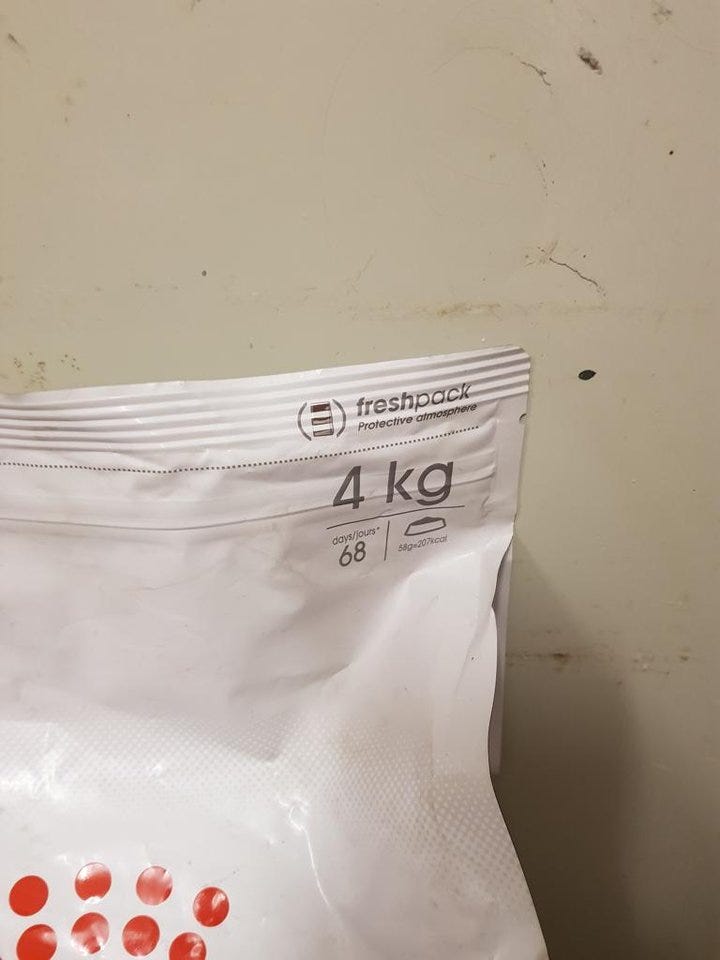 freshpack
Protective atmosphere
4 kg
days/jours*
68
58g=207kcal